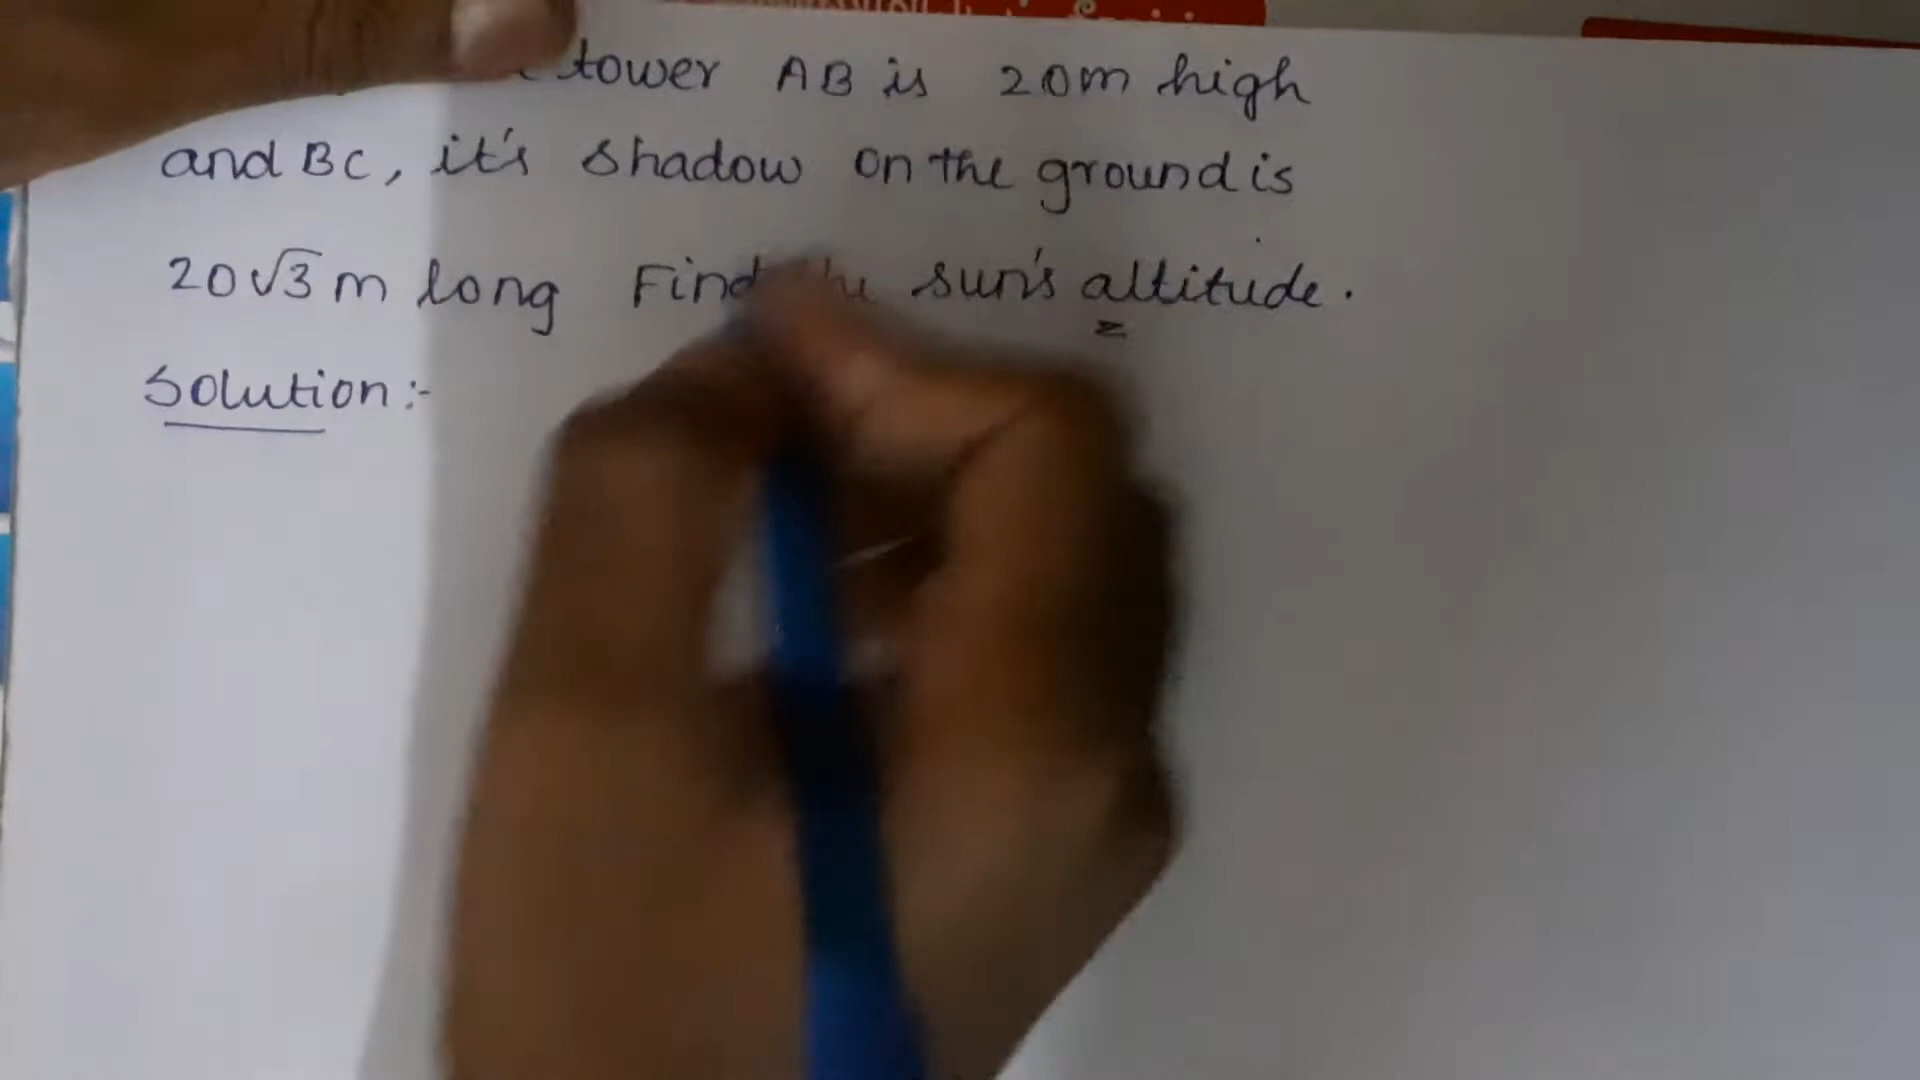 tower AB is 20m high
and BC, it's shadow on the ground is
20√3 m long Find the sun's altitude.
Solution:-